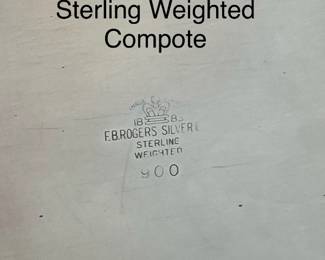 Sterling Weighted
Compote
1883
F.B.ROGERS SILVER
STERLING
WEIGHTED
900